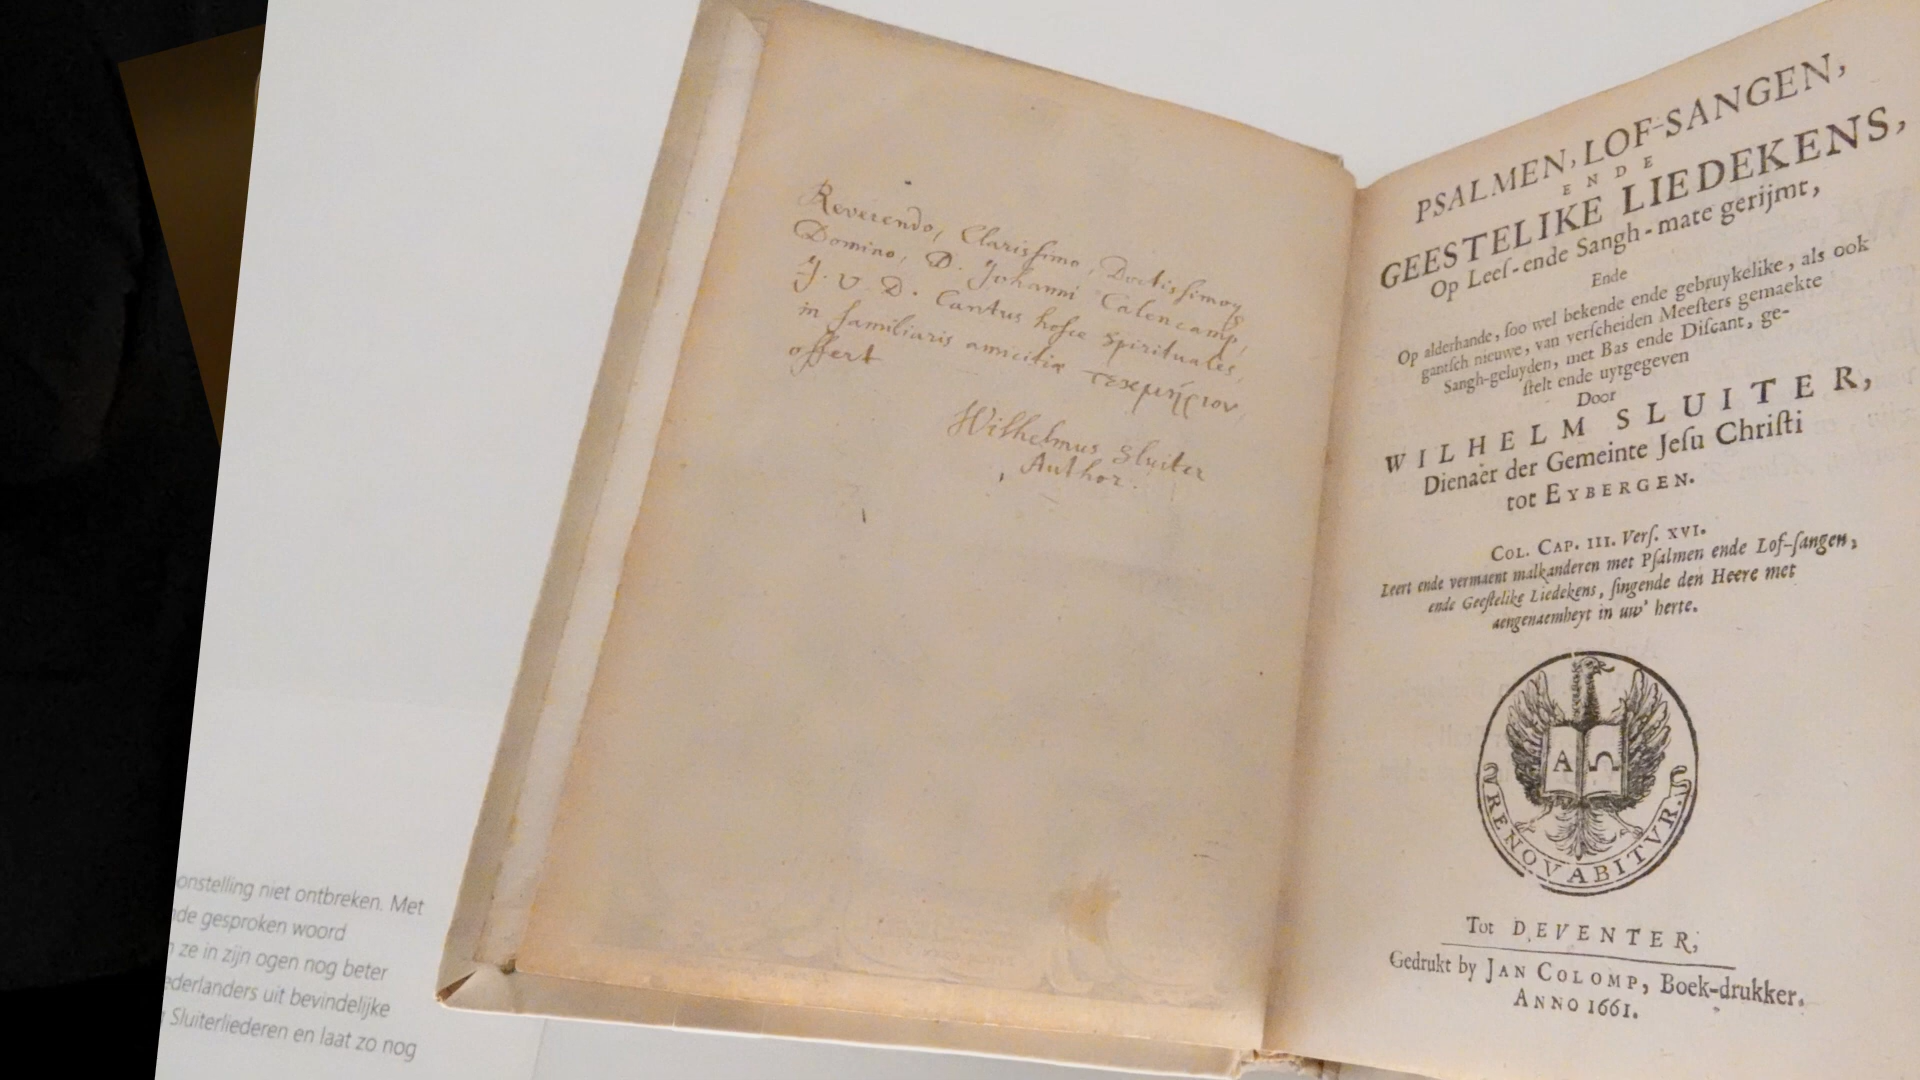 Reverendo, Clarissimo, Doctissimoq
Domino, D. Johanni Calencamp,
J. V. D. Cantus hosce spirituales,
in familiaris amicitiæ τεκμήριον,
offert
Wilhelmus Sluiter
Author.
PSALMEN, LOF-SANGEN,
ENDE
GEESTELIKE LIEDEKENS,
Op Leeſ-ende Sangh-mate gerijmt,
Ende
Op alderhande, ſoo wel bekende ende gebruykelike, als ook
gantſch nieuwe, van verſcheiden Meeſters gemaekte
Sangh-geluyden, met Bas ende Diſcant, ge-
ſtelt ende uytgegeven
Door
WILHELM SLUITER,
Dienaer der Gemeinte Jeſu Chriſti
tot EYBERGEN.
COL. CAP. III. Verſ. XVI.
Leert ende vermaent malkanderen met Pſalmen ende Lof-ſangen,
ende Geeſtelike Liedekens, ſingende den Heere met
aengenaemheyt in uw' herte.
A Ω
RENOVABITVR.
Tot DEVENTER,
Gedrukt by JAN COLOMP, Boek-drukker.
ANNO 1661.
onstelling niet ontbreken. Met
nde gesproken woord
n ze in zijn ogen nog beter
ederlanders uit bevindelijke
Sluiterliederen en laat zo nog